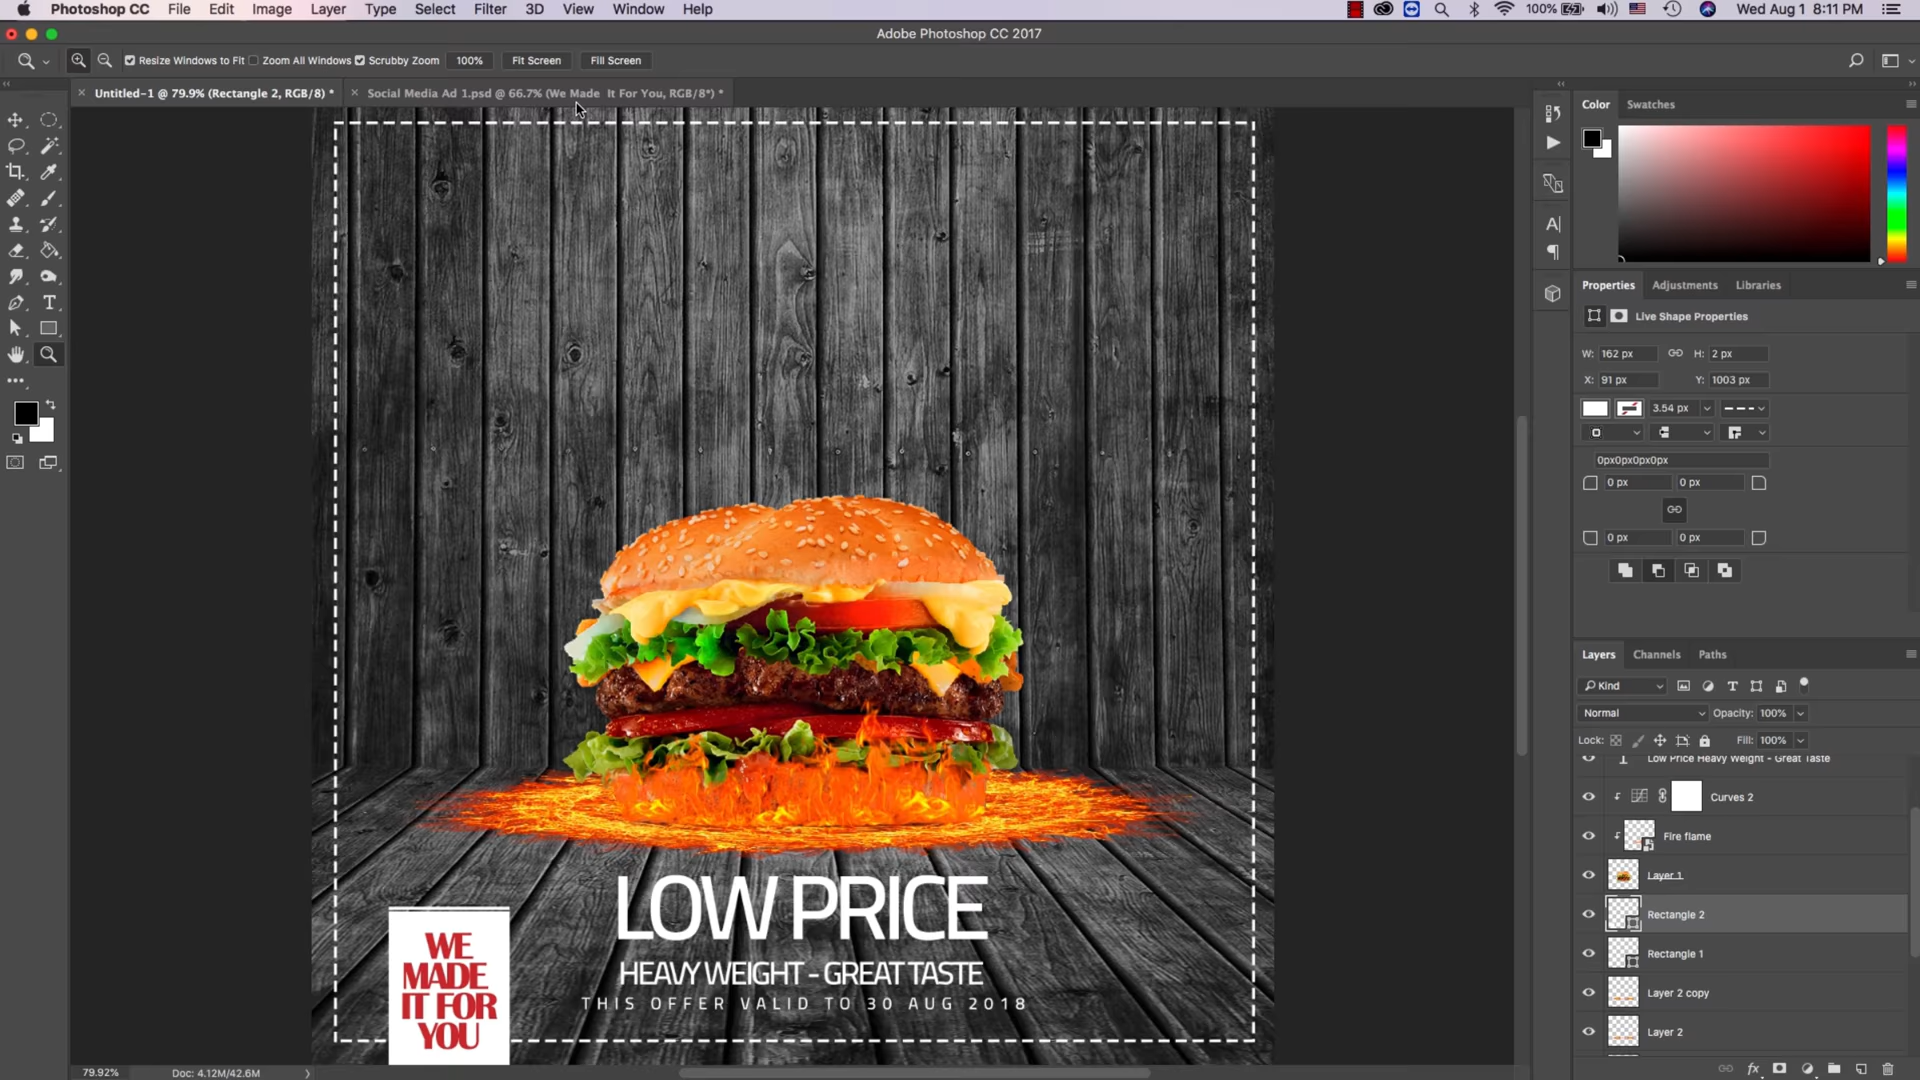 Photoshop CC File Edit Image Layer Type Select Filter 3D View Window Help 100% Wed Aug 1 8:11 PM
Adobe Photoshop CC 2017
Resize Windows to Fit Zoom All Windows Scrubby Zoom 100% Fit Screen Fill Screen
Untitled-1 @ 79.9% (Rectangle 2, RGB/8) * Social Media Ad 1.psd @ 66.7% (We Made It For You, RGB/8*) *
Color Swatches
Properties Adjustments Libraries
Live Shape Properties
W: 162 px H: 2 px
X: 91 px Y: 1003 px
3.54 px
0px0px0px0px
0 px 0 px
0 px 0 px
Layers Channels Paths
Kind
Normal Opacity: 100%
Lock: Fill: 100%
Low Price Heavy Weight - Great Taste
Curves 2
Fire flame
Layer 1
Rectangle 2
Rectangle 1
Layer 2 copy
Layer 2
LOW PRICE
HEAVY WEIGHT - GREAT TASTE
THIS OFFER VALID TO 30 AUG 2018
WE
MADE
IT FOR
YOU
79.92% Doc: 4.12M/42.6M